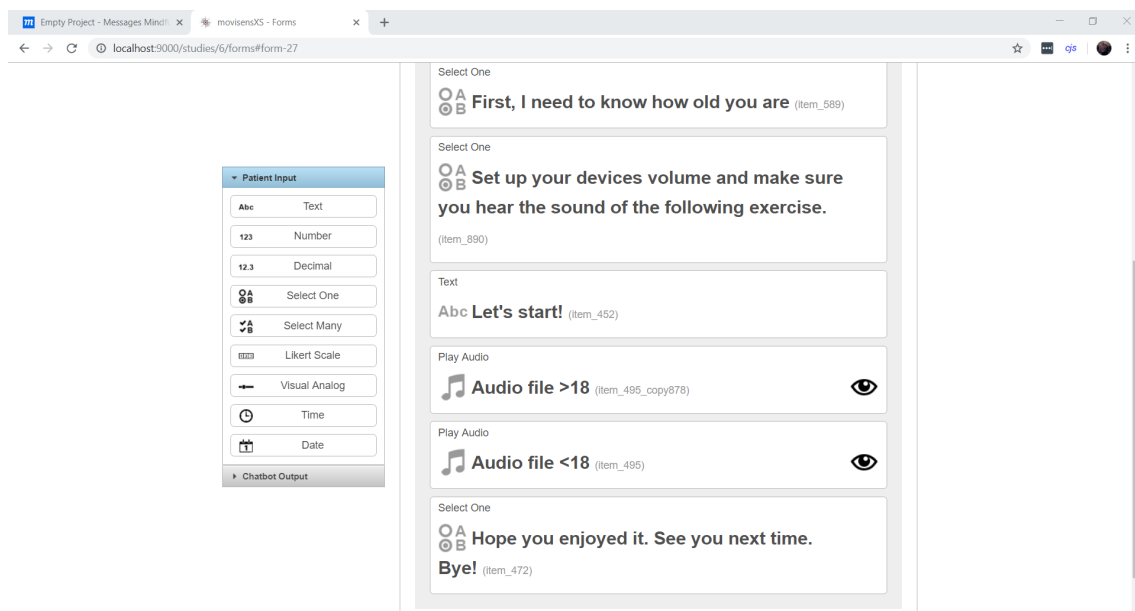 Empty Project - Messages Mindf
movisensXS - Forms
localhost:9000/studies/6/forms#form-27
cjs
Select One
First, I need to know how old you are (item_589)
Select One
Set up your devices volume and make sure
you hear the sound of the following exercise.
(item_890)
Text
Abc Let's start! (item_452)
Play Audio
Audio file >18 (item_495_copy878)
Play Audio
Audio file <18 (item_495)
Select One
Hope you enjoyed it. See you next time.
Bye! (item_472)
Patient Input
Abc Text
123 Number
12.3 Decimal
Select One
Select Many
Likert Scale
Visual Analog
Time
Date
Chatbot Output